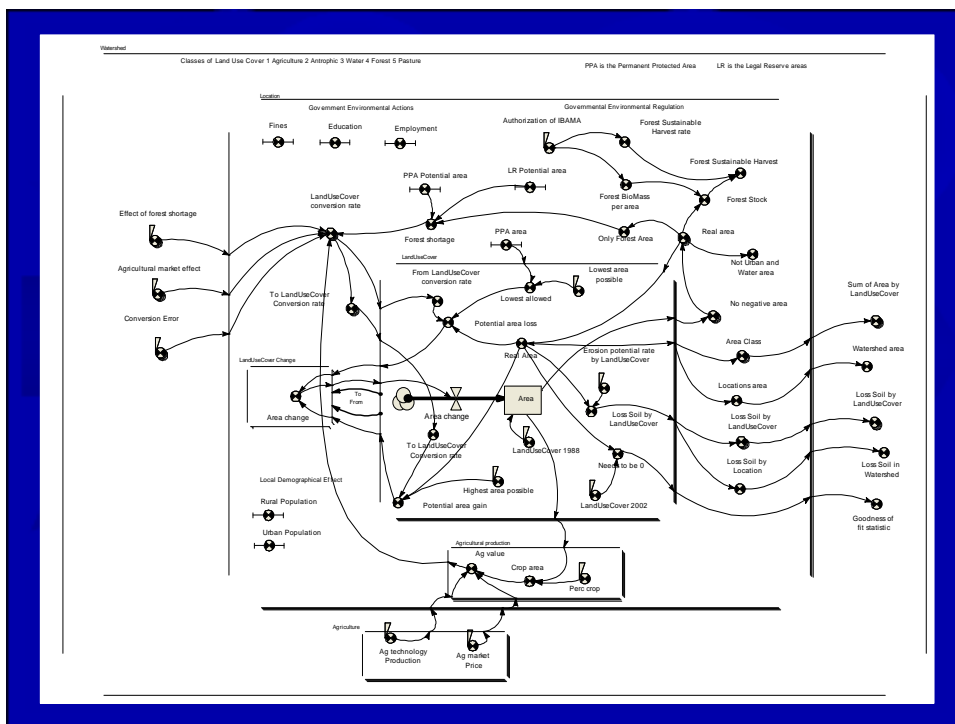 Watershed
Classes of Land Use Cover 1 Agriculture 2 Antrophic 3 Water 4 Forest 5 Pasture
PPA is the Permanent Protected Area
LR is the Legal Reserve areas
Location
Government Environmental Actions
Governmental Environmental Regulation
Fines
Education
Employment
Authorization of IBAMA
Forest Sustainable
Harvest rate
Forest Sustainable Harvest
PPA Potential area
LR Potential area
Forest BioMass
per area
Forest Stock
LandUseCover
conversion rate
Effect of forest shortage
Forest shortage
PPA area
Only Forest Area
Real area
Not Urban and
Water area
LandUseCover
Agricultural market effect
From LandUseCover
conversion rate
Lowest area
possible
Lowest allowed
Sum of Area by
LandUseCover
To LandUseCover
Conversion rate
No negative area
Conversion Error
Potential area loss
Real Area
Erosion potential rate
by LandUseCover
Area Class
Watershed area
LandUseCover Change
To
From
Area change
Area change
Area
Locations area
Loss Soil by
LandUseCover
Loss Soil by
LandUseCover
Loss Soil by
LandUseCover
To LandUseCover
Conversion rate
LandUseCover 1988
Need to be 0
Loss Soil by
Location
Loss Soil in
Watershed
Local Demographical Effect
Highest area possible
Potential area gain
LandUseCover 2002
Rural Population
Urban Population
Goodness of
fit statistic
Agricultural production
Ag value
Crop area
Perc crop
Agriculture
Ag technology
Production
Ag market
Price